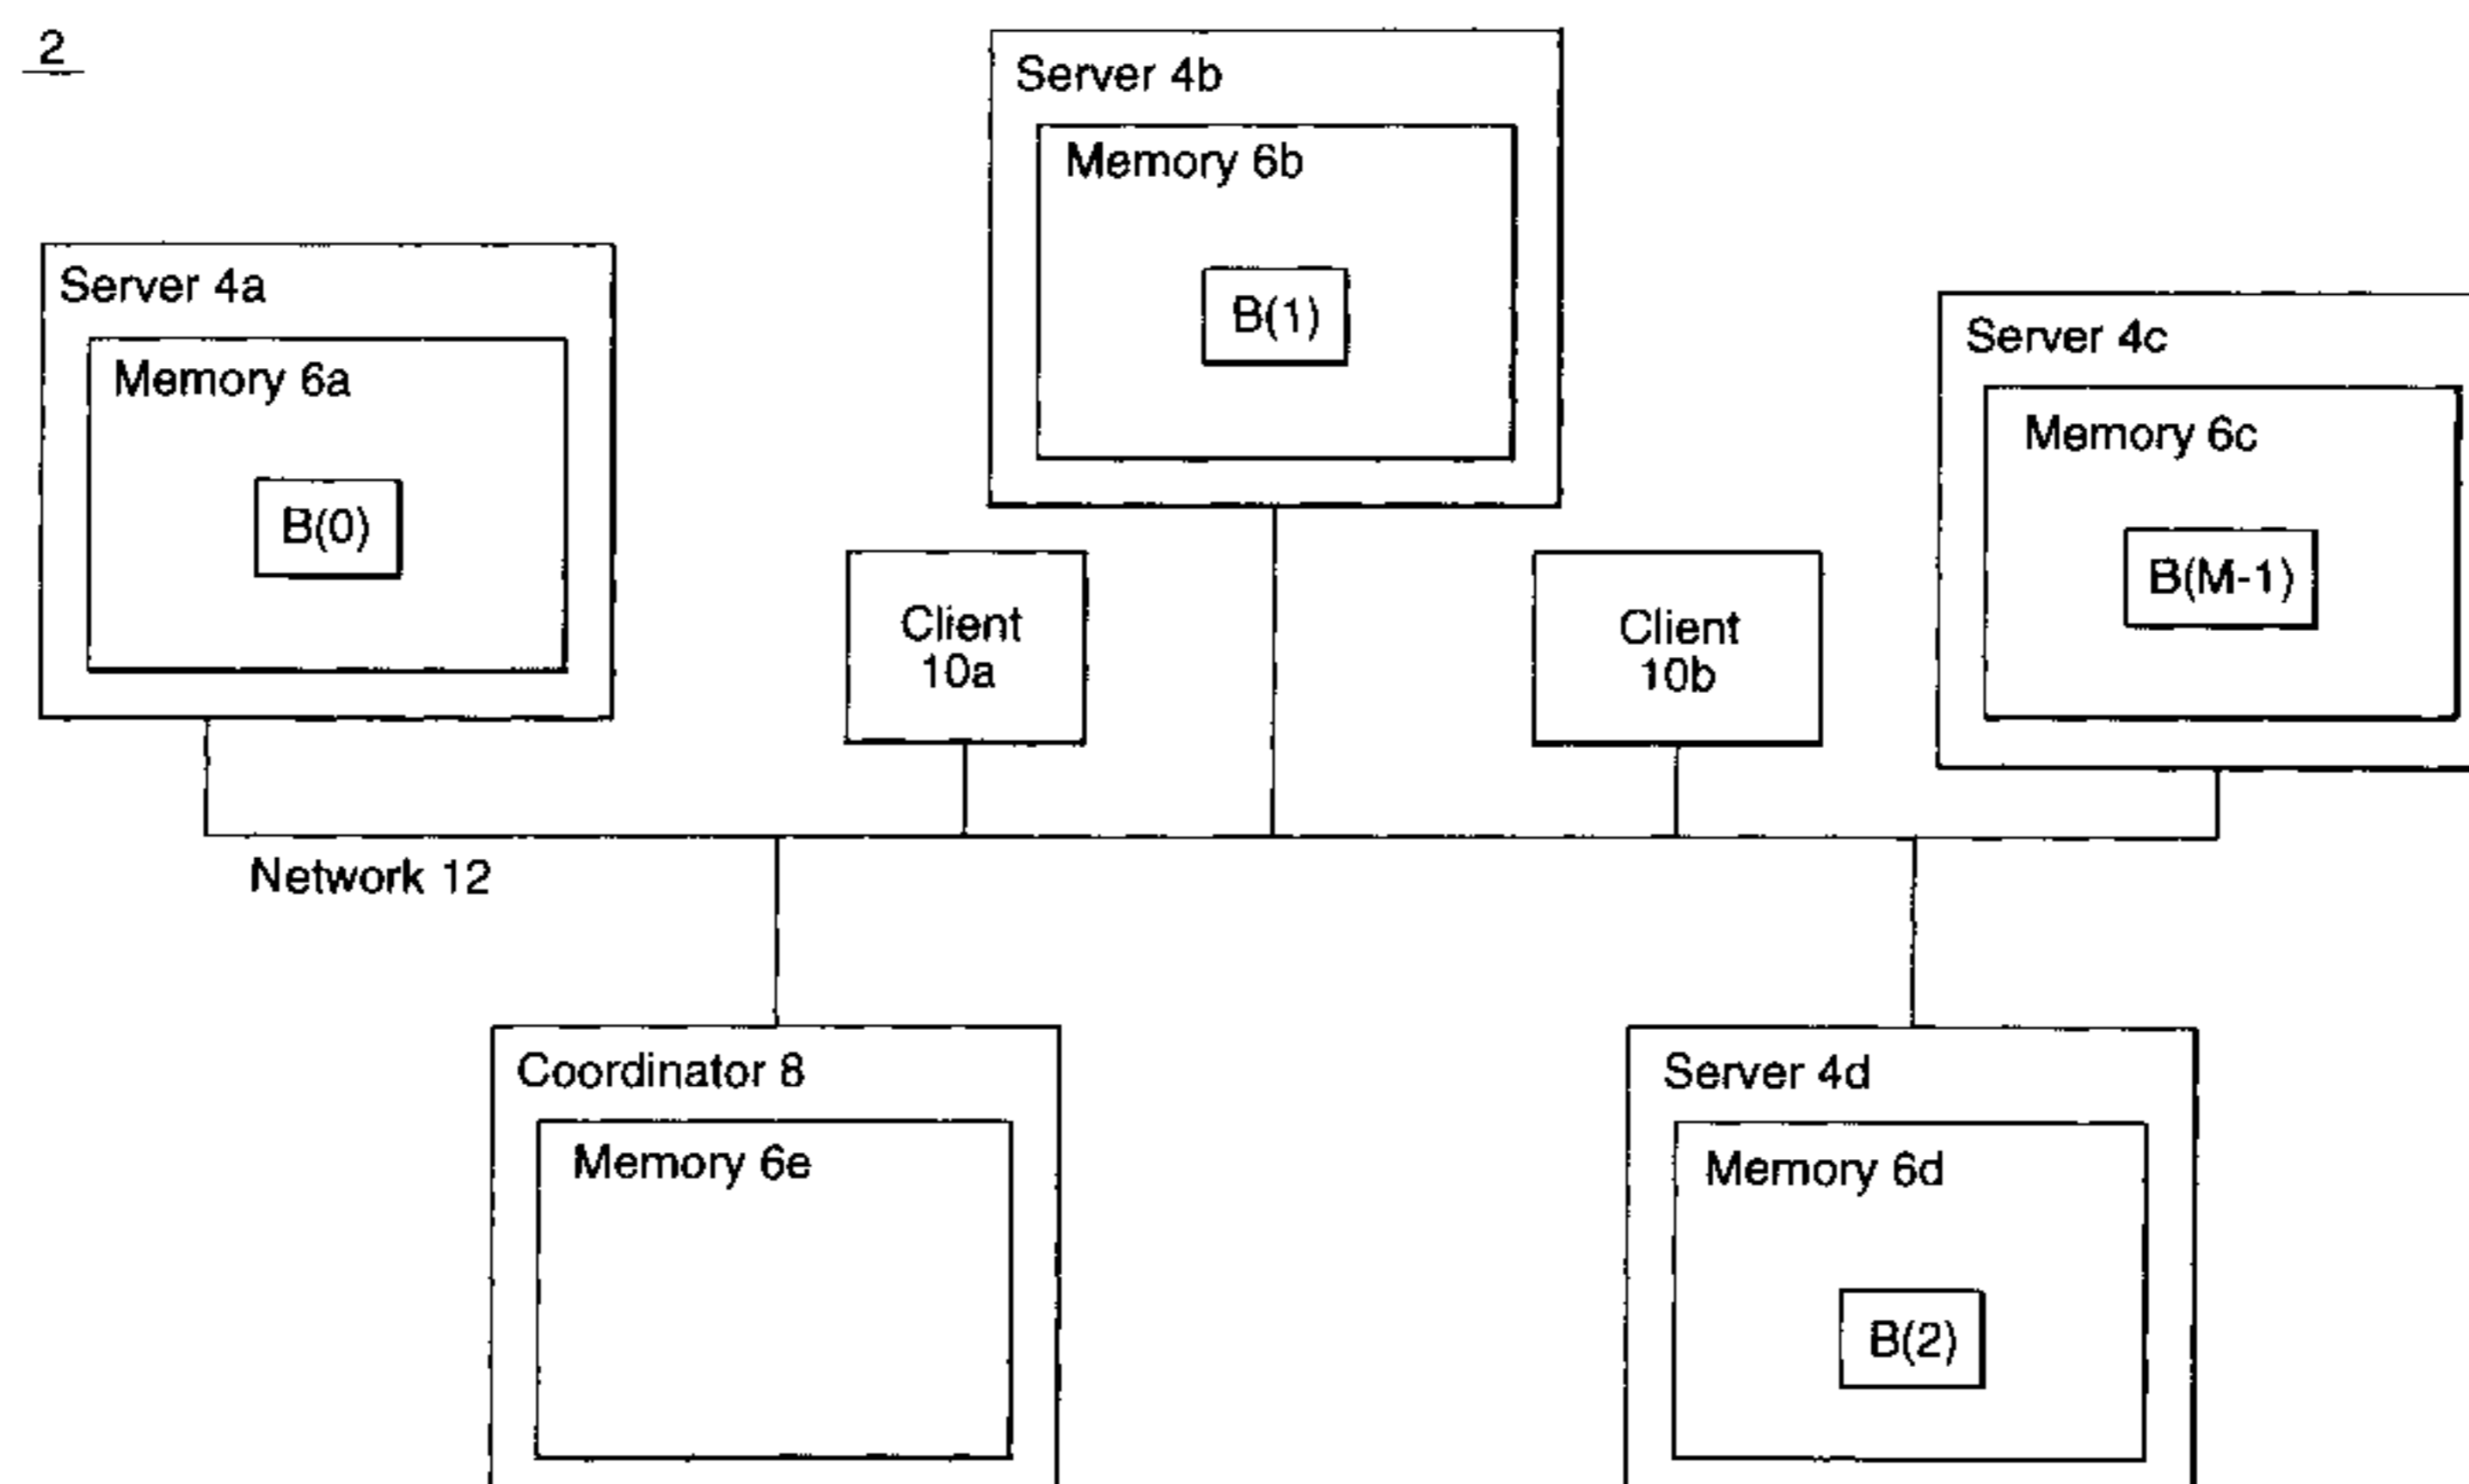 2
Server 4b
Memory 6b
B(1)
Server 4a
Memory 6a
B(0)
Server 4c
Memory 6c
B(M-1)
Client
10a
Client
10b
Network 12
Coordinator 8
Memory 6e
Server 4d
Memory 6d
B(2)